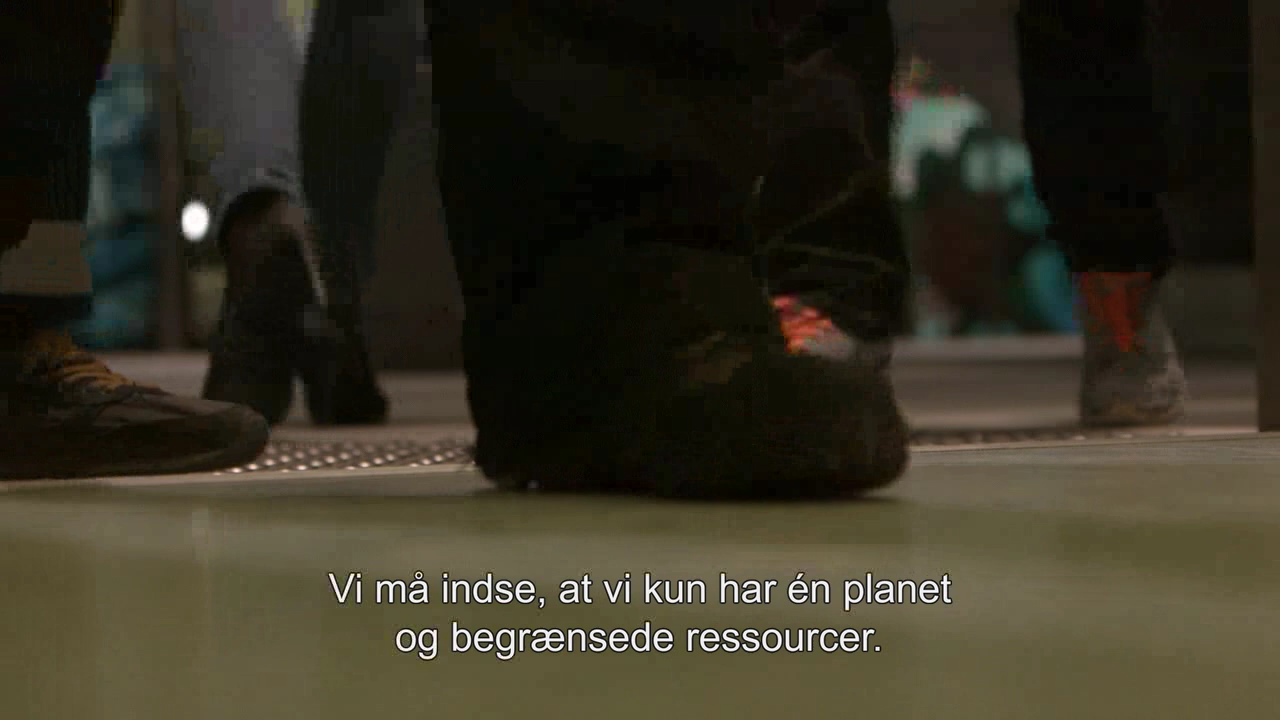 Vi må indse, at vi kun har én planet
og begrænsede ressourcer.